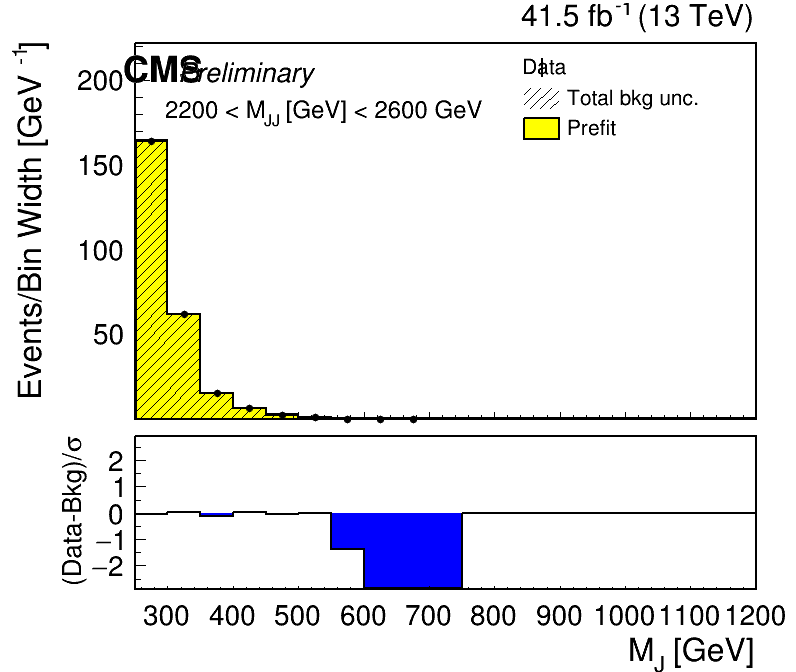 41.5 fb⁻¹ (13 TeV)
Events/Bin Width [GeV⁻¹]
CMS Preliminary
2200 < M_JJ [GeV] < 2600 GeV
Data
Total bkg unc.
Prefit
200
150
100
50
(Data-Bkg)/σ
2
1
0
−1
−2
300 400 500 600 700 800 900 1000 1100 1200
M_J [GeV]